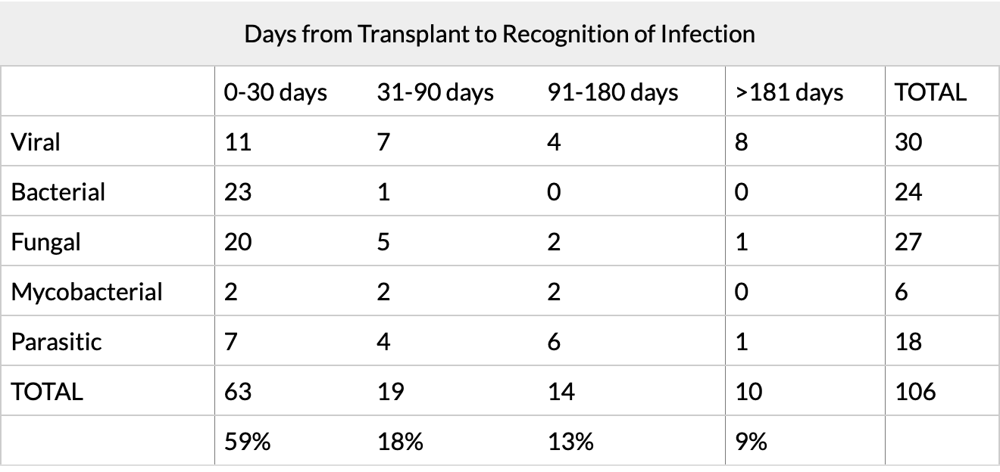 Days from Transplant to Recognition of Infection
0-30 days 31-90 days 91-180 days >181 days TOTAL
Viral 11 7 4 8 30
Bacterial 23 1 0 0 24
Fungal 20 5 2 1 27
Mycobacterial 2 2 2 0 6
Parasitic 7 4 6 1 18
TOTAL 63 19 14 10 106
59% 18% 13% 9%